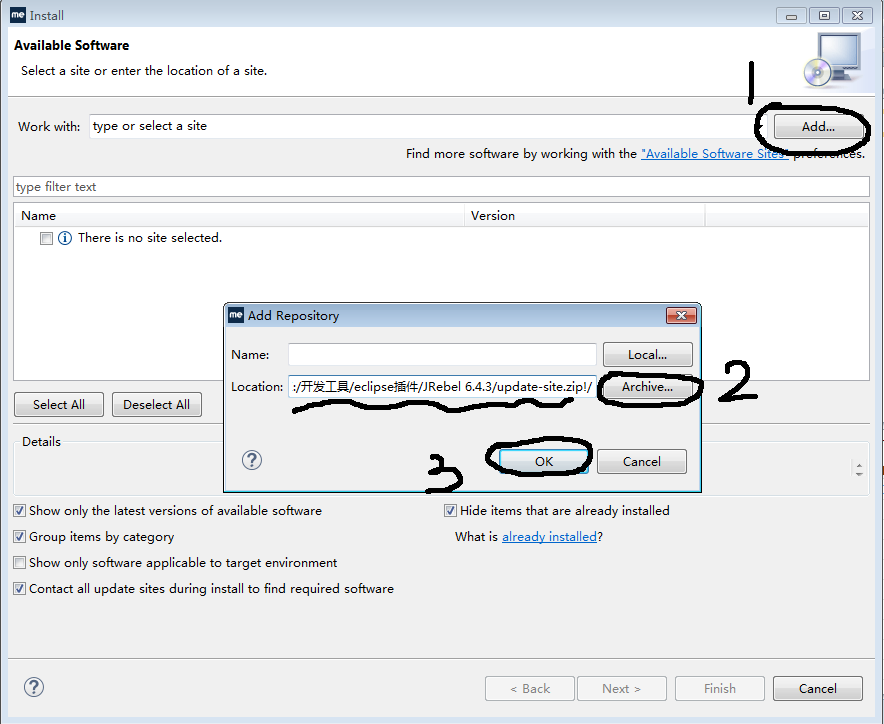 me Install
Available Software
Select a site or enter the location of a site.
1
Work with: type or select a site Add...
Find more software by working with the "Available Software Sites" preferences.
type filter text
Name Version
There is no site selected.
me Add Repository
Name: Local...
Location: :/开发工具/eclipse插件/JRebel 6.4.3/update-site.zip!/ Archive... 2
Select All Deselect All
Details
? OK Cancel
3
Show only the latest versions of available software Hide items that are already installed
Group items by category What is already installed?
Show only software applicable to target environment
Contact all update sites during install to find required software
? < Back Next > Finish Cancel